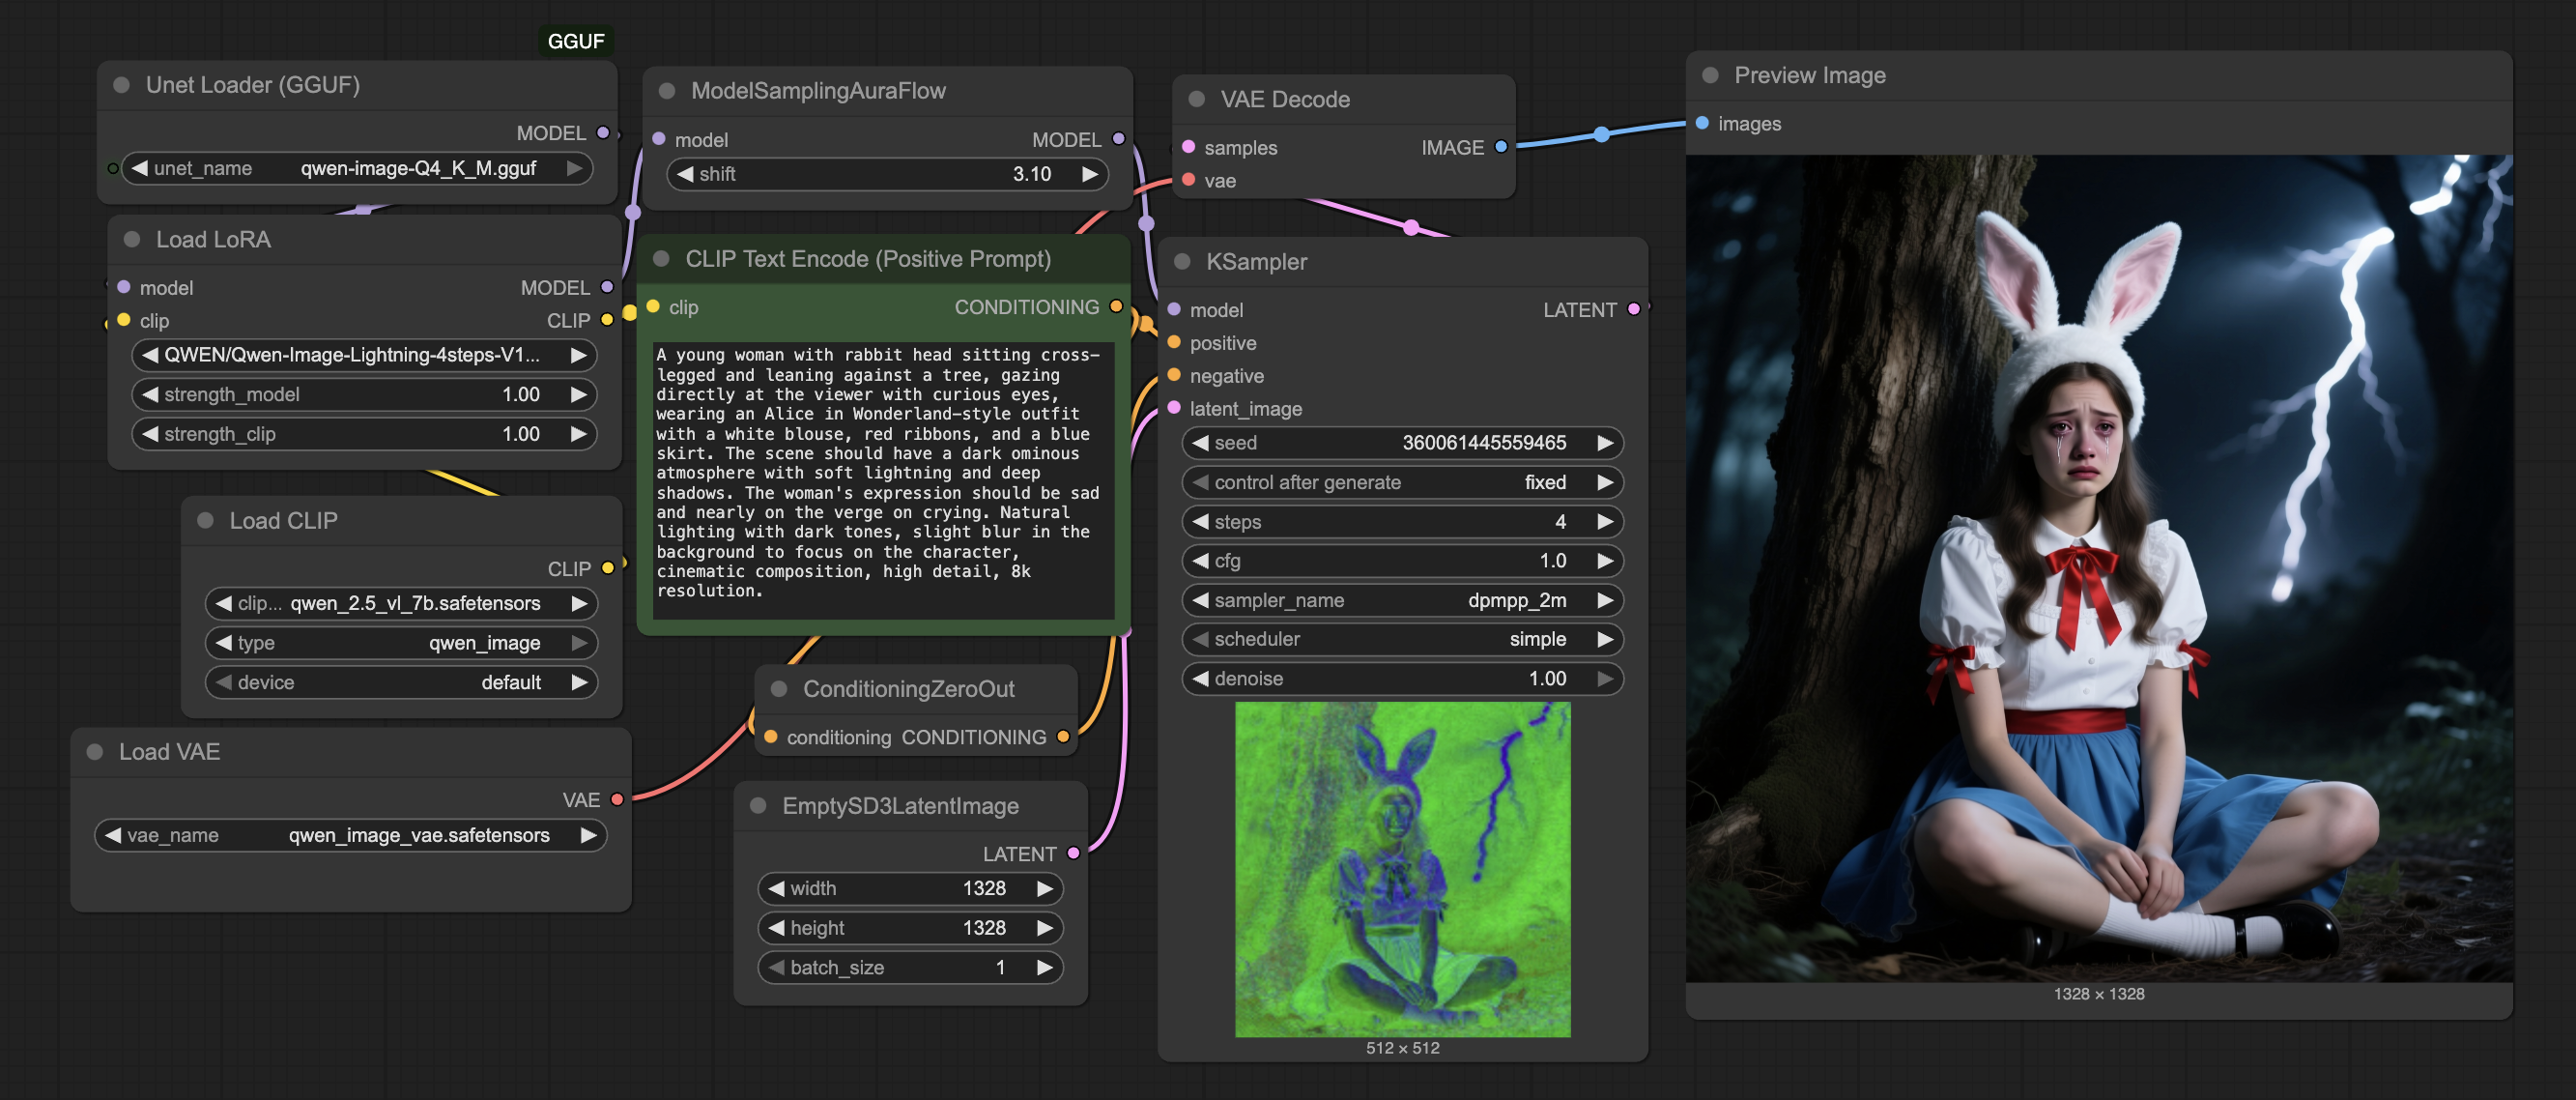 GGUF
Unet Loader (GGUF)
MODEL
unet_name qwen-image-Q4_K_M.gguf
Load LoRA
model MODEL
clip CLIP
QWEN/Qwen-Image-Lightning-4steps-V1...
strength_model 1.00
strength_clip 1.00
Load CLIP
CLIP
clip... qwen_2.5_vl_7b.safetensors
type qwen_image
device default
Load VAE
VAE
vae_name qwen_image_vae.safetensors
ModelSamplingAuraFlow
model MODEL
shift 3.10
CLIP Text Encode (Positive Prompt)
clip CONDITIONING
A young woman with rabbit head sitting cross-
legged and leaning against a tree, gazing
directly at the viewer with curious eyes,
wearing an Alice in Wonderland-style outfit
with a white blouse, red ribbons, and a blue
skirt. The scene should have a dark ominous
atmosphere with soft lightning and deep
shadows. The woman's expression should be sad
and nearly on the verge on crying. Natural
lighting with dark tones, slight blur in the
background to focus on the character,
cinematic composition, high detail, 8k
resolution.
ConditioningZeroOut
conditioning CONDITIONING
EmptySD3LatentImage
LATENT
width 1328
height 1328
batch_size 1
VAE Decode
samples IMAGE
vae
KSampler
model LATENT
positive
negative
latent_image
seed 360061445559465
control after generate fixed
steps 4
cfg 1.0
sampler_name dpmpp_2m
scheduler simple
denoise 1.00
512 × 512
Preview Image
images
1328 × 1328